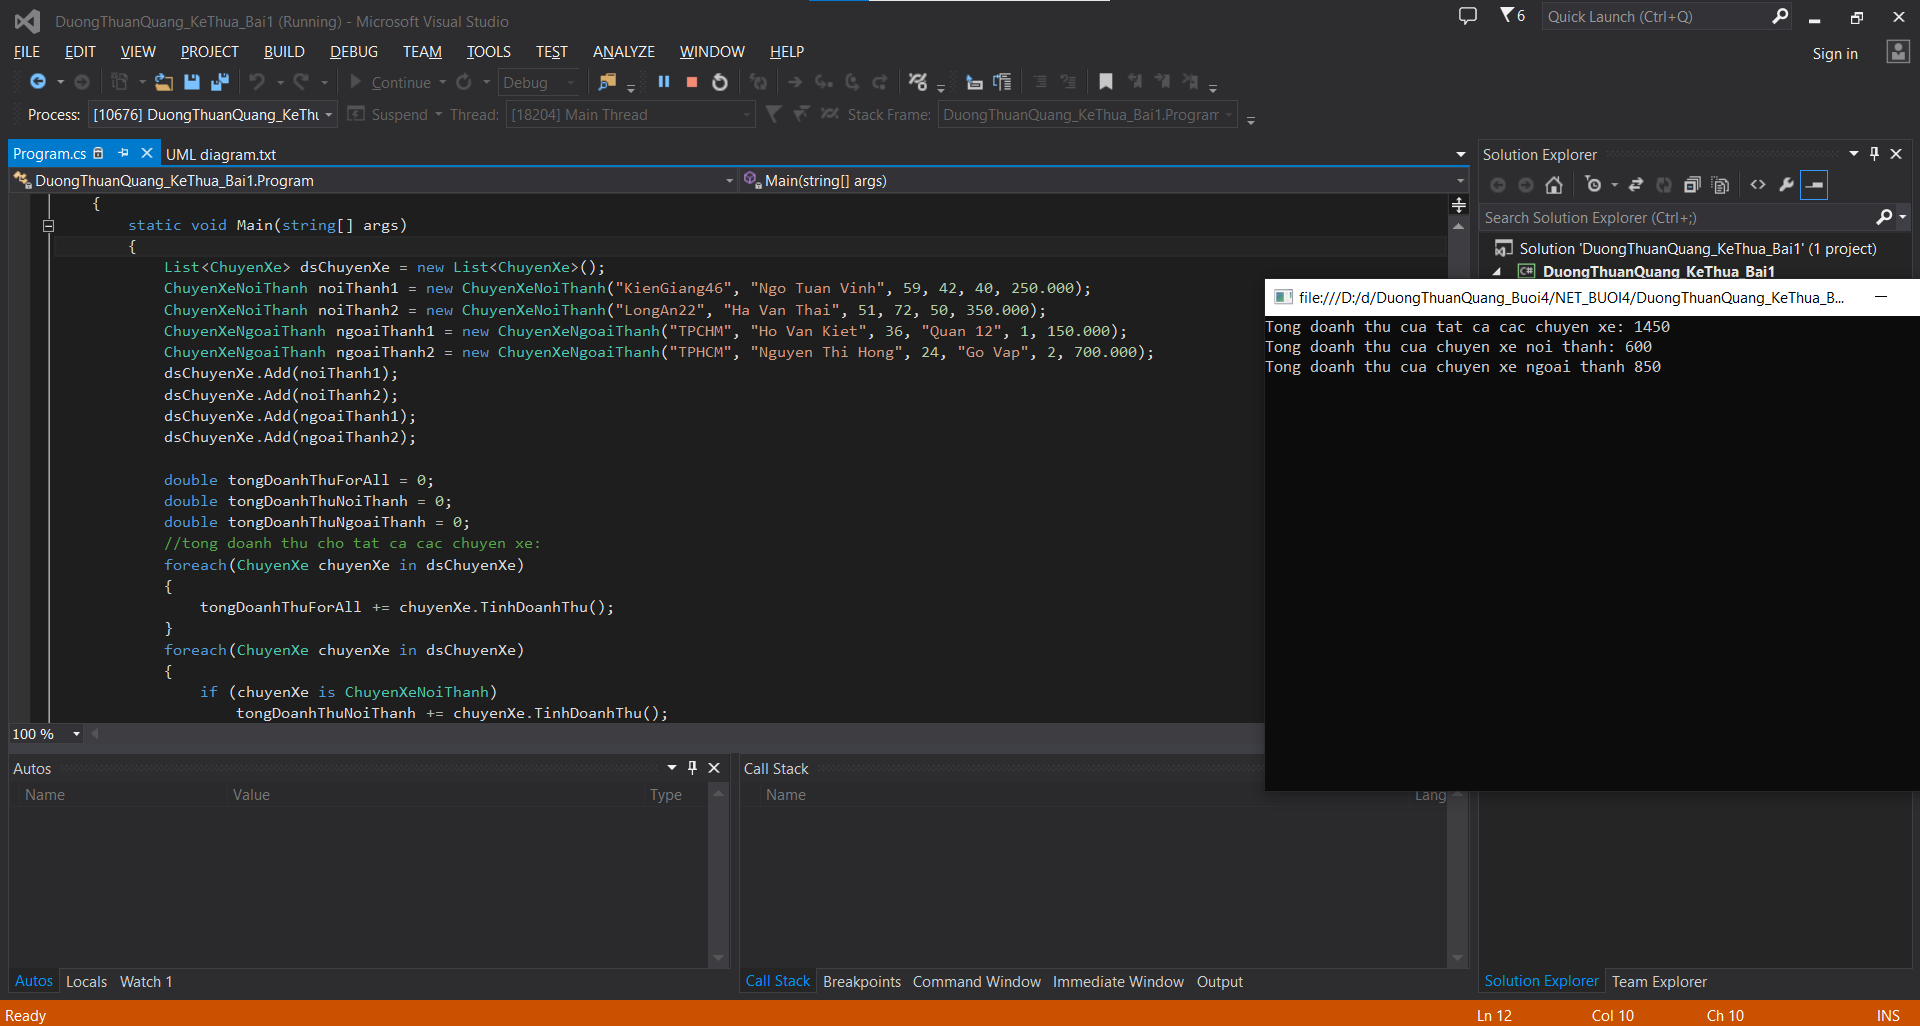 DuongThuanQuang_KeThua_Bai1 (Running) - Microsoft Visual Studio
6
Quick Launch (Ctrl+Q)
FILE EDIT VIEW PROJECT BUILD DEBUG TEAM TOOLS TEST ANALYZE WINDOW HELP
Sign in
Continue Debug
Process: [10676] DuongThuanQuang_KeThu Suspend Thread: [18204] Main Thread Stack Frame: DuongThuanQuang_KeThua_Bai1.Program
Program.cs UML diagram.txt
DuongThuanQuang_KeThua_Bai1.Program Main(string[] args)
{
static void Main(string[] args)
{
List<ChuyenXe> dsChuyenXe = new List<ChuyenXe>();
ChuyenXeNoiThanh noiThanh1 = new ChuyenXeNoiThanh("KienGiang46", "Ngo Tuan Vinh", 59, 42, 40, 250.000);
ChuyenXeNoiThanh noiThanh2 = new ChuyenXeNoiThanh("LongAn22", "Ha Van Thai", 51, 72, 50, 350.000);
ChuyenXeNgoaiThanh ngoaiThanh1 = new ChuyenXeNgoaiThanh("TPCHM", "Ho Van Kiet", 36, "Quan 12", 1, 150.000);
ChuyenXeNgoaiThanh ngoaiThanh2 = new ChuyenXeNgoaiThanh("TPHCM", "Nguyen Thi Hong", 24, "Go Vap", 2, 700.000);
dsChuyenXe.Add(noiThanh1);
dsChuyenXe.Add(noiThanh2);
dsChuyenXe.Add(ngoaiThanh1);
dsChuyenXe.Add(ngoaiThanh2);
double tongDoanhThuForAll = 0;
double tongDoanhThuNoiThanh = 0;
double tongDoanhThuNgoaiThanh = 0;
//tong doanh thu cho tat ca cac chuyen xe:
foreach(ChuyenXe chuyenXe in dsChuyenXe)
{
tongDoanhThuForAll += chuyenXe.TinhDoanhThu();
}
foreach(ChuyenXe chuyenXe in dsChuyenXe)
{
if (chuyenXe is ChuyenXeNoiThanh)
tongDoanhThuNoiThanh += chuyenXe.TinhDoanhThu();
100 %
Solution Explorer
Search Solution Explorer (Ctrl+;)
Solution 'DuongThuanQuang_KeThua_Bai1' (1 project)
C# DuongThuanQuang_KeThua_Bai1
file:///D:/d/DuongThuanQuang_Buoi4/NET_BUOI4/DuongThuanQuang_KeThua_B...
Tong doanh thu cua tat ca cac chuyen xe: 1450
Tong doanh thu cua chuyen xe noi thanh: 600
Tong doanh thu cua chuyen xe ngoai thanh 850
Autos
Name Value Type
Call Stack
Name Lang
Autos Locals Watch 1
Call Stack Breakpoints Command Window Immediate Window Output
Solution Explorer Team Explorer
Ready Ln 12 Col 10 Ch 10 INS